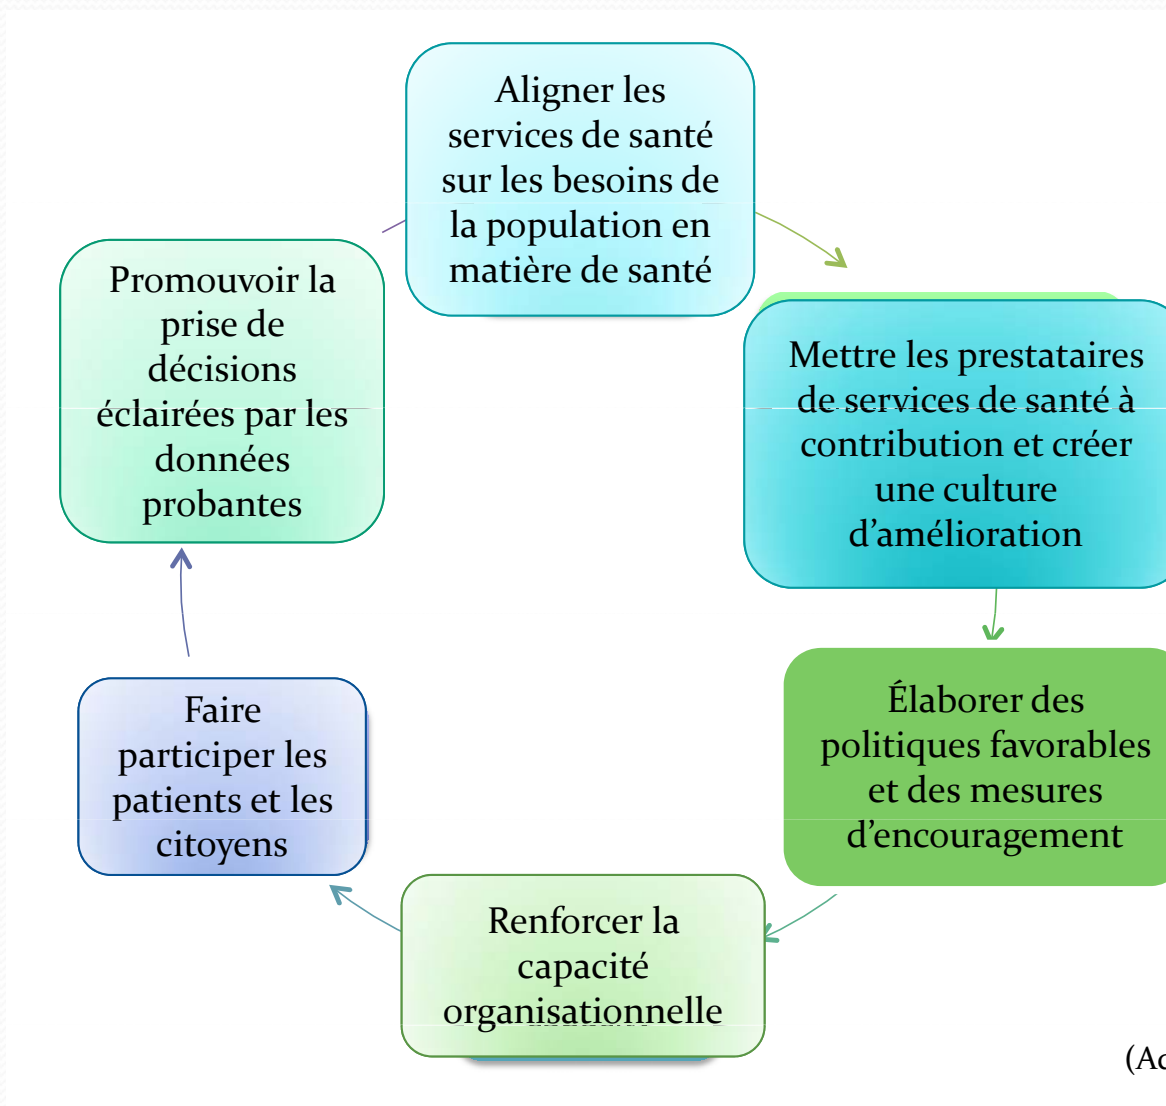 Aligner les
services de santé
sur les besoins de
la population en
matière de santé
Mettre les prestataires
de services de santé à
contribution et créer
une culture
d’amélioration
Élaborer des
politiques favorables
et des mesures
d’encouragement
Renforcer la
capacité
organisationnelle
Faire
participer les
patients et les
citoyens
Promouvoir la
prise de
décisions
éclairées par les
données
probantes